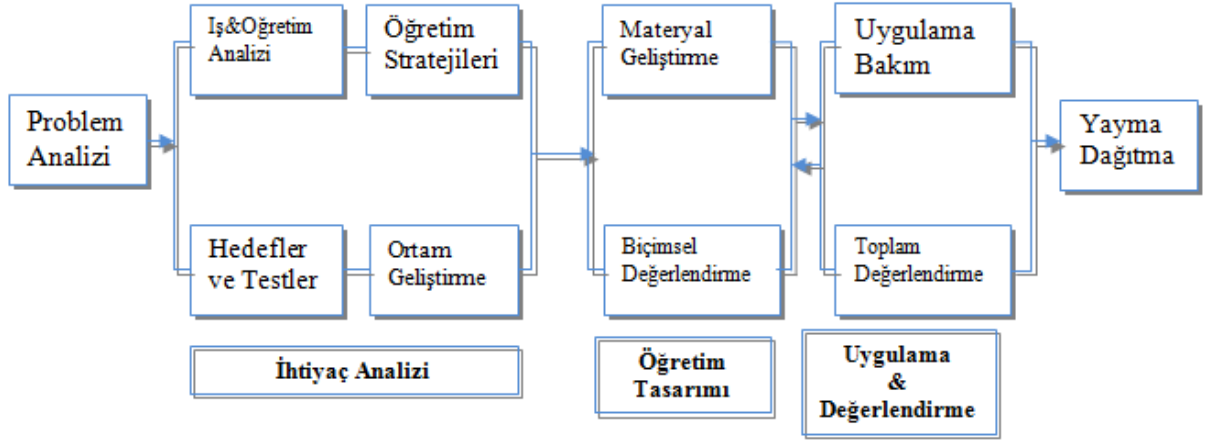 Problem
Analizi
Iş&Oğretim
Analizi
Öğretim
Stratejileri
Hedefler
ve Testler
Ortam
Geliştirme
Materyal
Geliştirme
Biçimsel
Değerlendirme
Uygulama
Bakım
Toplam
Değerlendirme
Yayma
Dağıtma
İhtiyaç Analizi
Öğretim
Tasarımı
Uygulama
&
Değerlendirme